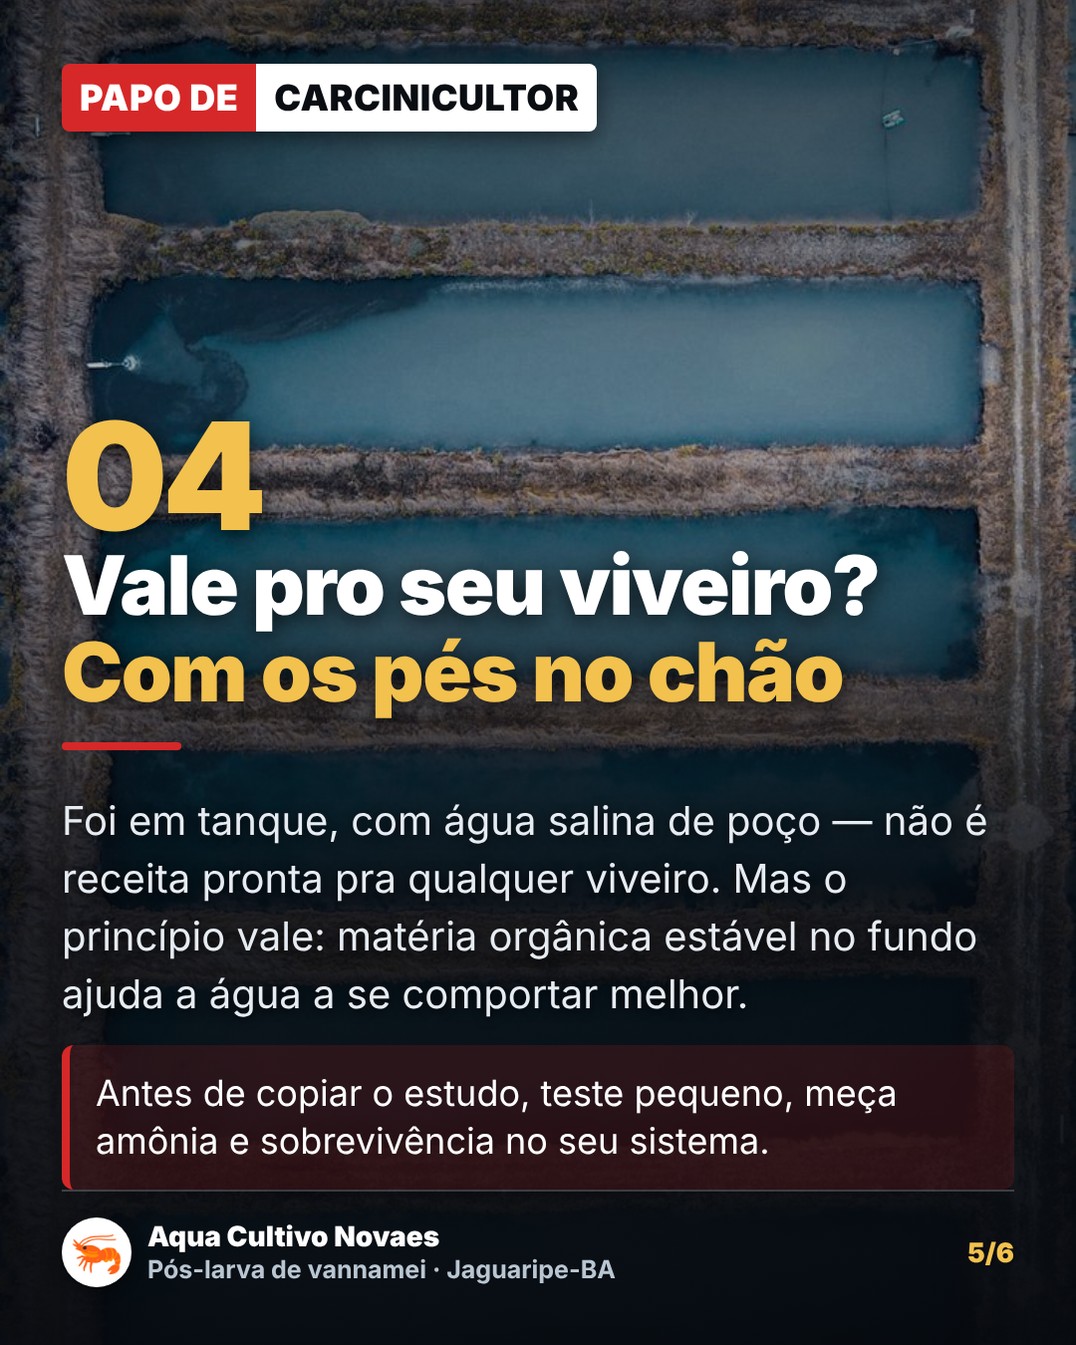 PAPO DE CARCINICULTOR
04
Vale pro seu viveiro?
Com os pés no chão
Foi em tanque, com água salina de poço — não é
receita pronta pra qualquer viveiro. Mas o
princípio vale: matéria orgânica estável no fundo
ajuda a água a se comportar melhor.
Antes de copiar o estudo, teste pequeno, meça
amônia e sobrevivência no seu sistema.
Aqua Cultivo Novaes
Pós-larva de vannamei · Jaguaripe-BA
5/6